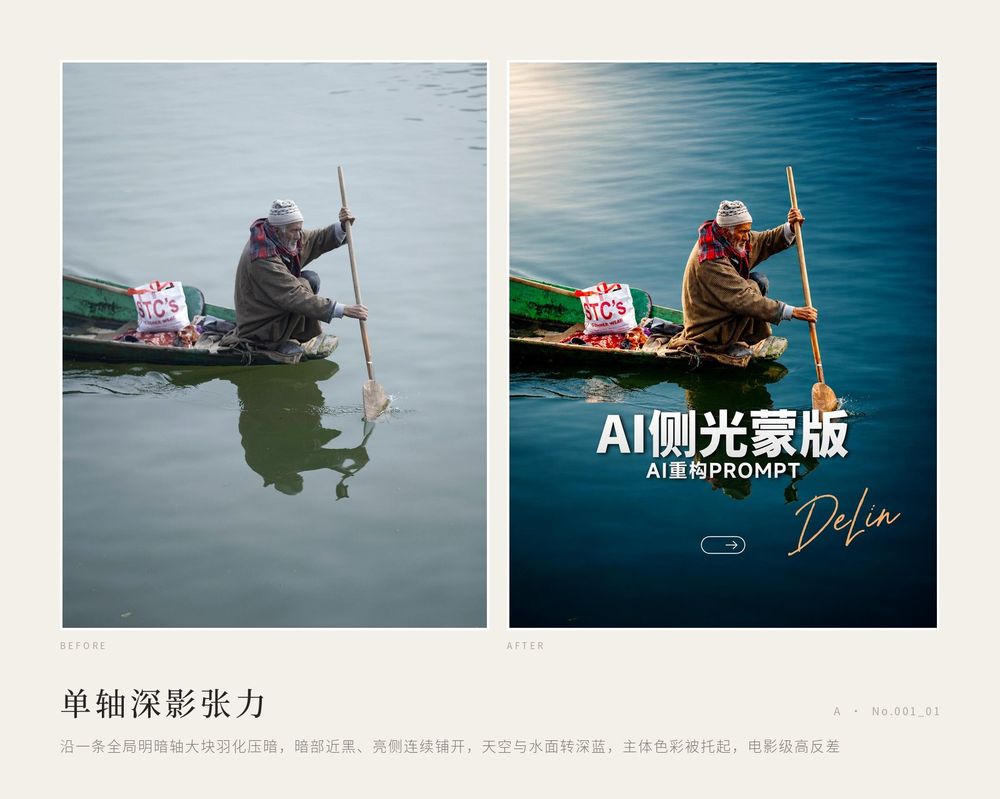 STC's
STC's
AI侧光蒙版
AI重构PROMPT
DeLin
BEFORE
AFTER
单轴深影张力
A · No.001_01
沿一条全局明暗轴大块羽化压暗，暗部近黑、亮侧连续铺开，天空与水面转深蓝，主体色彩被托起，电影级高反差